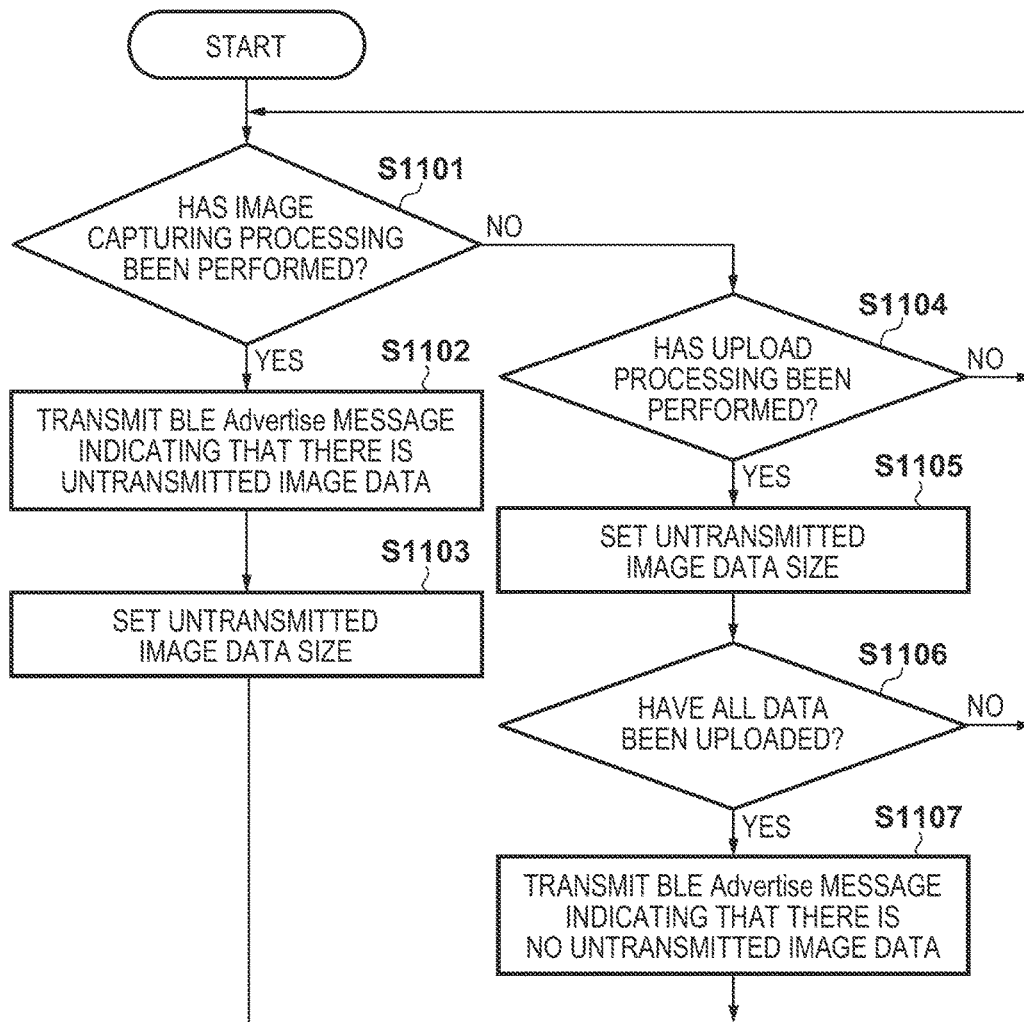 START
S1101
HAS IMAGE
CAPTURING PROCESSING
BEEN PERFORMED?
NO
YES
S1102
TRANSMIT BLE Advertise MESSAGE
INDICATING THAT THERE IS
UNTRANSMITTED IMAGE DATA
S1103
SET UNTRANSMITTED
IMAGE DATA SIZE
S1104
HAS UPLOAD
PROCESSING BEEN
PERFORMED?
NO
YES
S1105
SET UNTRANSMITTED
IMAGE DATA SIZE
S1106
HAVE ALL DATA
BEEN UPLOADED?
NO
YES
S1107
TRANSMIT BLE Advertise MESSAGE
INDICATING THAT THERE IS
NO UNTRANSMITTED IMAGE DATA